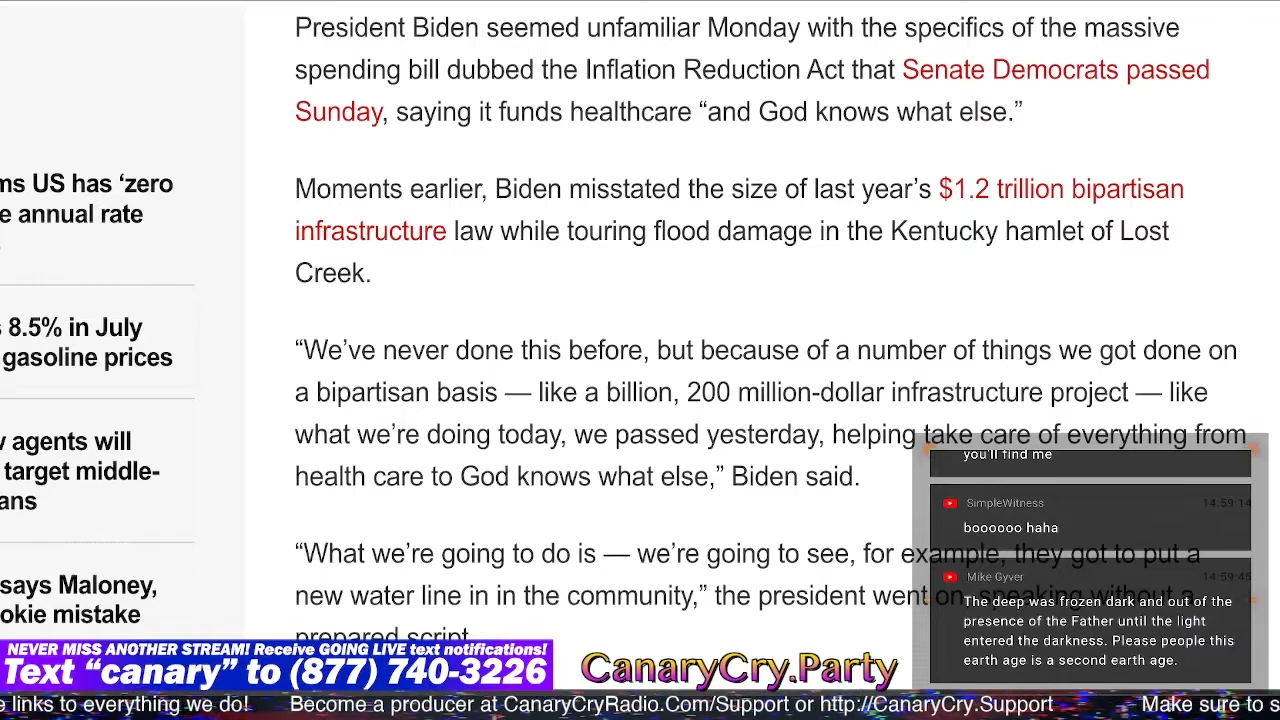 President Biden seemed unfamiliar Monday with the specifics of the massive
spending bill dubbed the Inflation Reduction Act that Senate Democrats passed
Sunday, saying it funds healthcare “and God knows what else.”
ms US has ‘zero
e annual rate
Moments earlier, Biden misstated the size of last year’s $1.2 trillion bipartisan
infrastructure law while touring flood damage in the Kentucky hamlet of Lost
Creek.
8.5% in July
gasoline prices
“We’ve never done this before, but because of a number of things we got done on
a bipartisan basis — like a billion, 200 million-dollar infrastructure project — like
what we’re doing today, we passed yesterday, helping take care of everything from
health care to God knows what else,” Biden said.
agents will
target middle-
ans
“What we’re going to do is — we’re going to see, for example, they got to put a
new water line in in the community,” the president went on, speaking without a
prepared script.
says Maloney,
okie mistake
you'll find me
SimpleWitness 14:59:14
boooooo haha
Mike Gyver 14:59:45
The deep was frozen dark and out of the
presence of the Father until the light
entered the darkness. Please people this
earth age is a second earth age.
NEVER MISS ANOTHER STREAM! Receive GOING LIVE text notifications!
Text “canary” to (877) 740-3226
CanaryCry.Party
e links to everything we do! Become a producer at CanaryCryRadio.Com/Support or http://CanaryCry.Support Make sure to s